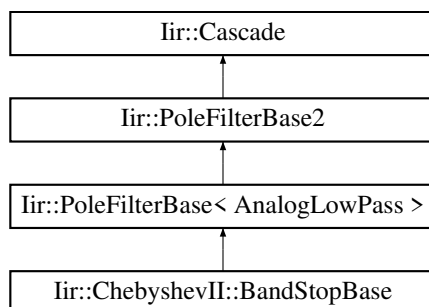 Iir::Cascade
Iir::PoleFilterBase2
Iir::PoleFilterBase< AnalogLowPass >
Iir::ChebyshevII::BandStopBase